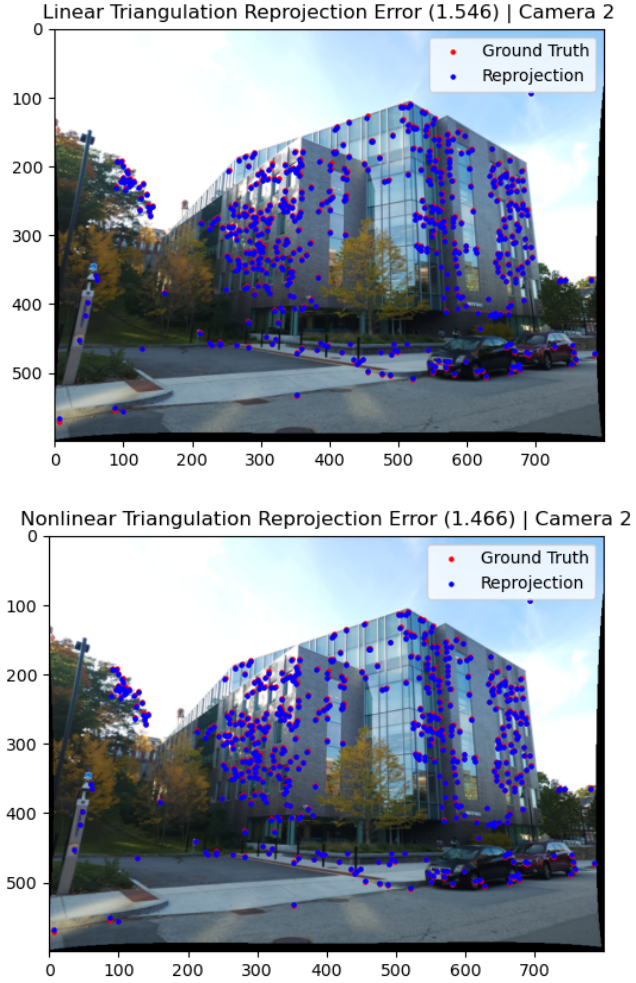 Linear Triangulation Reprojection Error (1.546) | Camera 2
0
100
200
300
400
500
Ground Truth
Reprojection
0 100 200 300 400 500 600 700
Nonlinear Triangulation Reprojection Error (1.466) | Camera 2
0
100
200
300
400
500
Ground Truth
Reprojection
0 100 200 300 400 500 600 700